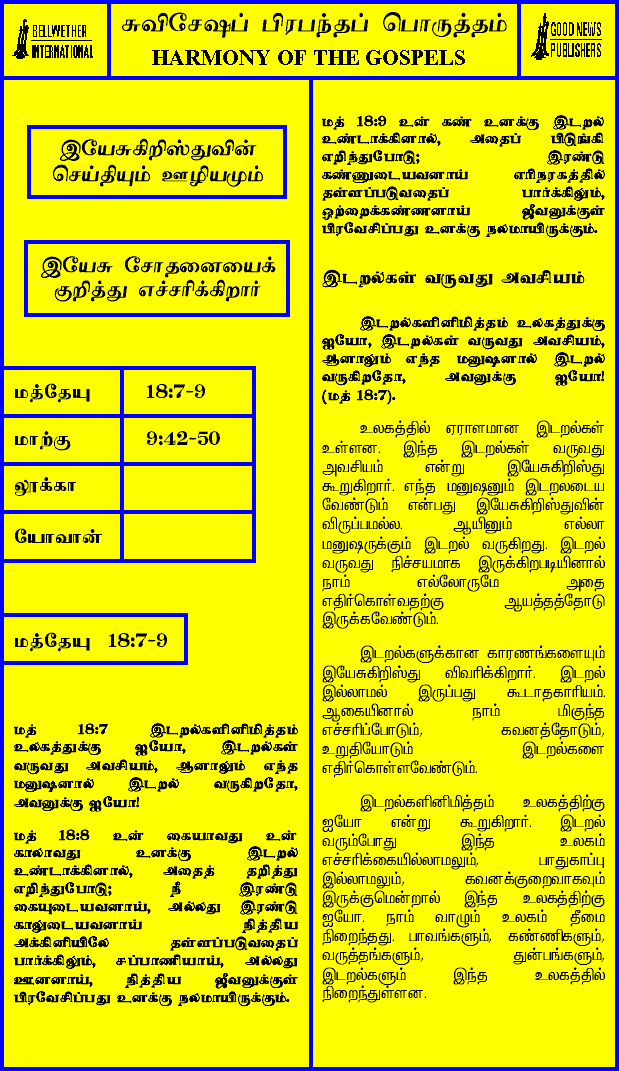 BELLWETHER
INTERNATIONAL
சுவிசேஷப் பிரபந்தப் பொருத்தம்
HARMONY OF THE GOSPELS
GOOD NEWS
PUBLISHERS
இயேசுகிறிஸ்துவின்
செய்தியும் ஊழியமும்
இயேசு சோதனையைக்
குறித்து எச்சரிக்கிறார்
மத்தேயு 18:7-9
மாற்கு 9:42-50
லூக்கா
யோவான்
மத்தேயு 18:7-9
மத் 18:7 இடறல்களினிமித்தம்
உலகத்துக்கு ஐயோ, இடறல்கள்
வருவது அவசியம், ஆனாலும் எந்த
மனுஷனால் இடறல் வருகிறதோ,
அவனுக்கு ஐயோ!
மத் 18:8 உன் கையாவது உன்
காலாவது உனக்கு இடறல்
உண்டாக்கினால், அதைத் தறித்து
எறிந்துபோடு; நீ இரண்டு
கையுடையவனாய், அல்லது இரண்டு
காலுடையவனாய் நித்திய
அக்கினியிலே தள்ளப்படுவதைப்
பார்க்கிலும், சப்பாணியாய், அல்லது
ஊனனாய், நித்திய ஜீவனுக்குள்
பிரவேசிப்பது உனக்கு நலமாயிருக்கும்.
மத் 18:9 உன் கண் உனக்கு இடறல்
உண்டாக்கினால், அதைப் பிடுங்கி
எறிந்துபோடு; இரண்டு
கண்ணுடையவனாய் எரிநரகத்தில்
தள்ளப்படுவதைப் பார்க்கிலும்,
ஒற்றைக்கண்ணனாய் ஜீவனுக்குள்
பிரவேசிப்பது உனக்கு நலமாயிருக்கும்.
இடறல்கள் வருவது அவசியம்
இடறல்களினிமித்தம் உலகத்துக்கு
ஐயோ, இடறல்கள் வருவது அவசியம்,
ஆனாலும் எந்த மனுஷனால் இடறல்
வருகிறதோ, அவனுக்கு ஐயோ!
(மத் 18:7).
உலகத்தில் ஏராளமான இடறல்கள்
உள்ளன. இந்த இடறல்கள் வருவது
அவசியம் என்று இயேசுகிறிஸ்து
கூறுகிறார். எந்த மனுஷனும் இடறலடைய
வேண்டும் என்பது இயேசுகிறிஸ்துவின்
விருப்பமல்ல. ஆயினும் எல்லா
மனுஷருக்கும் இடறல் வருகிறது. இடறல்
வருவது நிச்சயமாக இருக்கிறபடியினால்
நாம் எல்லோருமே அதை
எதிர்கொள்வதற்கு ஆயத்தத்தோடு
இருக்கவேண்டும்.
இடறல்களுக்கான காரணங்களையும்
இயேசுகிறிஸ்து விவரிக்கிறார். இடறல்
இல்லாமல் இருப்பது கூடாதகாரியம்.
ஆகையினால் நாம் மிகுந்த
எச்சரிப்போடும், கவனத்தோடும்,
உறுதியோடும் இடறல்களை
எதிர்கொள்ளவேண்டும்.
இடறல்களினிமித்தம் உலகத்திற்கு
ஐயோ என்று கூறுகிறார். இடறல்
வரும்போது இந்த உலகம்
எச்சரிக்கையில்லாமலும், பாதுகாப்பு
இல்லாமலும், கவனக்குறைவாகவும்
இருக்குமென்றால் இந்த உலகத்திற்கு
ஐயோ. நாம் வாழும் உலகம் தீமை
நிறைந்தது. பாவங்களும், கண்ணிகளும்,
வருத்தங்களும், துன்பங்களும்,
இடறல்களும் இந்த உலகத்தில்
நிறைந்துள்ளன.